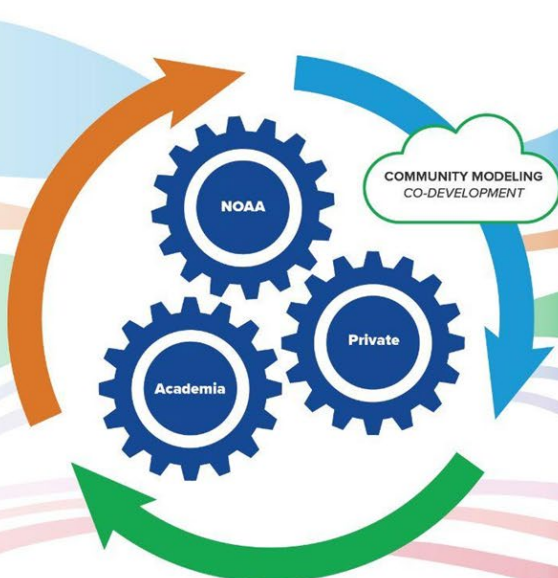 COMMUNITY MODELING
CO-DEVELOPMENT
NOAA
Private
Academia